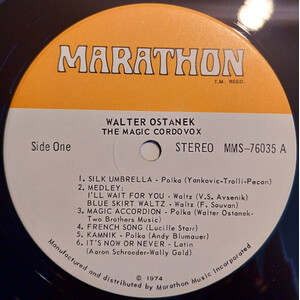 MARATHON
T.M. REGD.
WALTER OSTANEK
THE MAGIC CORDOVOX
Side One
STEREO MMS-76035 A
1. SILK UMBRELLA - Polka (Yankovic-Trolli-Pecon)
2. MEDLEY:
I'LL WAIT FOR YOU - Waltz (V.S. Avsenik)
BLUE SKIRT WALTZ - Waltz (F. Souvan)
3. MAGIC ACCORDION - Polka (Walter Ostanek-
Two Brothers Music)
4. FRENCH SONG (Lucille Starr)
5. KAMNIK - Polka (Andy Blumauer)
6. IT'S NOW OR NEVER - Latin
(Aaron Schroeder-Wally Gold)
℗ 1974
Manufactured and distributed by Marathon Music Incorporated.